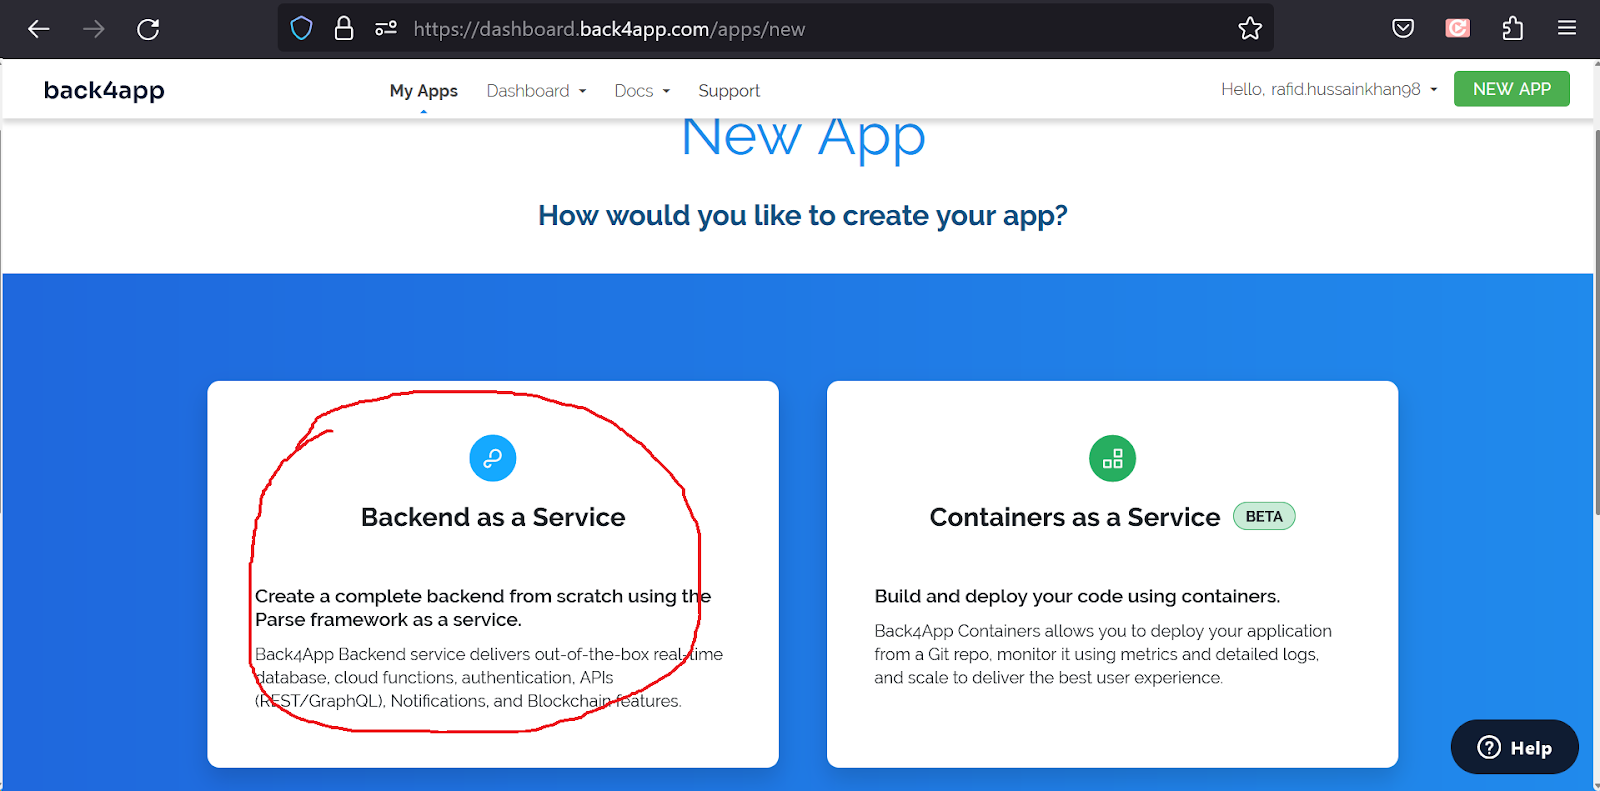 https://dashboard.back4app.com/apps/new
back4app
My Apps
Dashboard
Docs
Support
Hello, rafid.hussainkhan98
NEW APP
New App
How would you like to create your app?
Backend as a Service
Create a complete backend from scratch using the
Parse framework as a service.
Back4App Backend service delivers out-of-the-box real-time
database, cloud functions, authentication, APIs
(REST/GraphQL), Notifications, and Blockchain features.
Containers as a Service
BETA
Build and deploy your code using containers.
Back4App Containers allows you to deploy your application
from a Git repo, monitor it using metrics and detailed logs,
and scale to deliver the best user experience.
Help